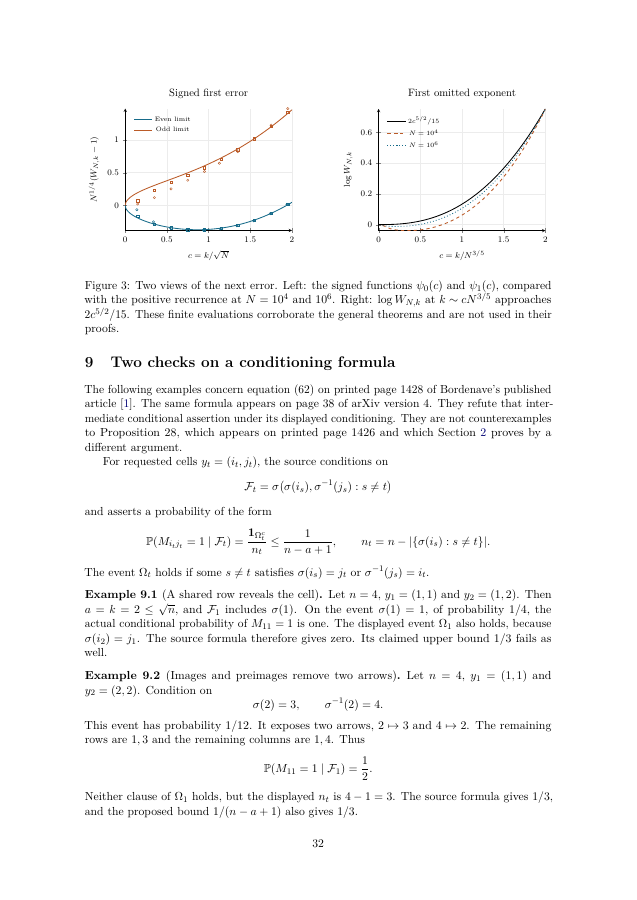 Signed first error
First omitted exponent
Even limit
Odd limit
1
0.5
0
N^{1/4}(W_{N,k} − 1)
0 0.5 1 1.5 2
c = k/√N
2c^{5/2}/15
N = 10^4
N = 10^6
0.6
0.4
0.2
0
log W_{N,k}
0 0.5 1 1.5 2
c = k/N^{3/5}
Figure 3: Two views of the next error. Left: the signed functions ψ_0(c) and ψ_1(c), compared
with the positive recurrence at N = 10^4 and 10^6. Right: log W_{N,k} at k ∼ cN^{3/5} approaches
2c^{5/2}/15. These finite evaluations corroborate the general theorems and are not used in their
proofs.
9 Two checks on a conditioning formula
The following examples concern equation (62) on printed page 1428 of Bordenave's published
article [1]. The same formula appears on page 38 of arXiv version 4. They refute that inter-
mediate conditional assertion under its displayed conditioning. They are not counterexamples
to Proposition 28, which appears on printed page 1426 and which Section 2 proves by a
different argument.
For requested cells y_t = (i_t, j_t), the source conditions on
F_t = σ(σ(i_s), σ^{−1}(j_s) : s ≠ t)
and asserts a probability of the form
P(M_{i_t j_t} = 1 | F_t) = 1_{Ω_t^c}/n_t ≤ 1/(n − a + 1), n_t = n − |{σ(i_s) : s ≠ t}|.
The event Ω_t holds if some s ≠ t satisfies σ(i_s) = j_t or σ^{−1}(j_s) = i_t.
Example 9.1 (A shared row reveals the cell). Let n = 4, y_1 = (1, 1) and y_2 = (1, 2). Then
a = k = 2 ≤ √n, and F_1 includes σ(1). On the event σ(1) = 1, of probability 1/4, the
actual conditional probability of M_{11} = 1 is one. The displayed event Ω_1 also holds, because
σ(i_2) = j_1. The source formula therefore gives zero. Its claimed upper bound 1/3 fails as
well.
Example 9.2 (Images and preimages remove two arrows). Let n = 4, y_1 = (1, 1) and
y_2 = (2, 2). Condition on
σ(2) = 3, σ^{−1}(2) = 4.
This event has probability 1/12. It exposes two arrows, 2 ↦ 3 and 4 ↦ 2. The remaining
rows are 1, 3 and the remaining columns are 1, 4. Thus
P(M_{11} = 1 | F_1) = 1/2.
Neither clause of Ω_1 holds, but the displayed n_t is 4 − 1 = 3. The source formula gives 1/3,
and the proposed bound 1/(n − a + 1) also gives 1/3.
32